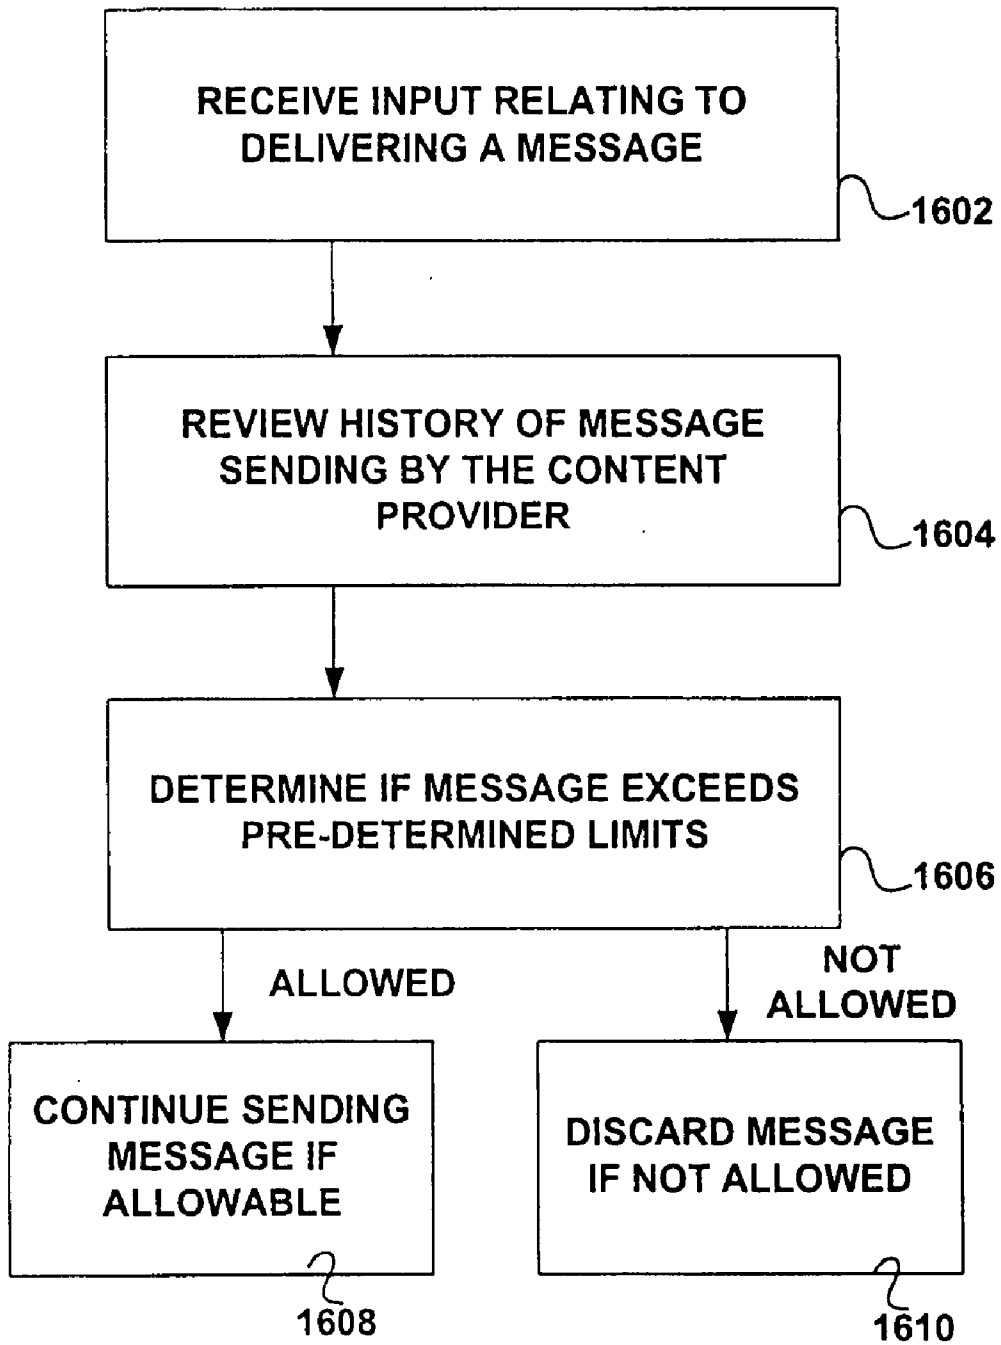 RECEIVE INPUT RELATING TO
DELIVERING A MESSAGE
1602
REVIEW HISTORY OF MESSAGE
SENDING BY THE CONTENT
PROVIDER
1604
DETERMINE IF MESSAGE EXCEEDS
PRE-DETERMINED LIMITS
1606
ALLOWED
NOT
ALLOWED
CONTINUE SENDING
MESSAGE IF
ALLOWABLE
1608
DISCARD MESSAGE
IF NOT ALLOWED
1610